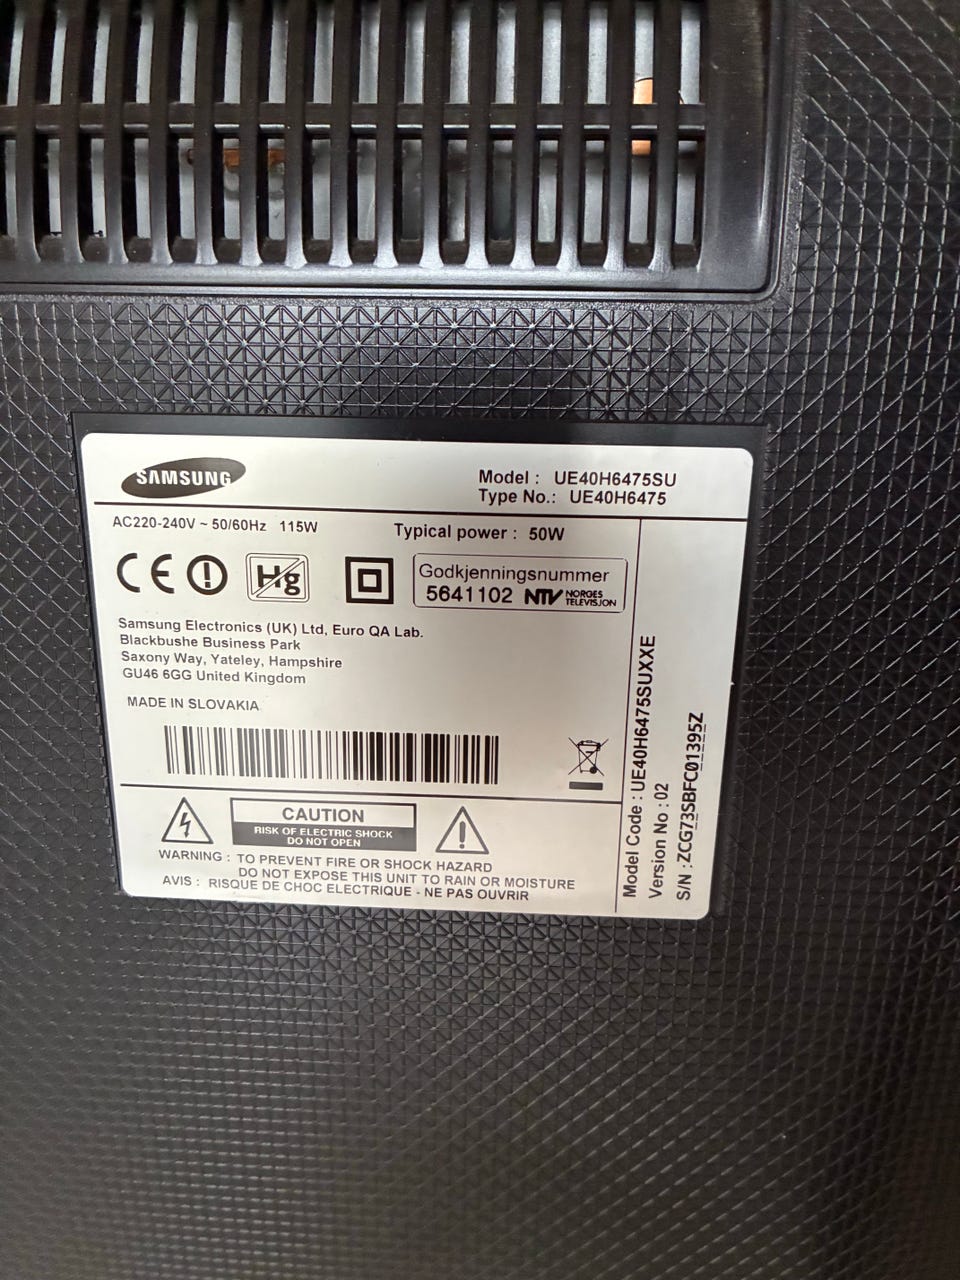 SAMSUNG
Model : UE40H6475SU
Type No.: UE40H6475
AC220-240V ~ 50/60Hz 115W
Typical power : 50W
CE
Hg
Godkjenningsnummer
5641102 NTV NORGES TELEVISJON
Samsung Electronics (UK) Ltd, Euro QA Lab.
Blackbushe Business Park
Saxony Way, Yateley, Hampshire
GU46 6GG United Kingdom
MADE IN SLOVAKIA
CAUTION
RISK OF ELECTRIC SHOCK
DO NOT OPEN
WARNING : TO PREVENT FIRE OR SHOCK HAZARD
DO NOT EXPOSE THIS UNIT TO RAIN OR MOISTURE
AVIS : RISQUE DE CHOC ELECTRIQUE - NE PAS OUVRIR
Model Code : UE40H6475SUXXE
Version No : 02
S/N : ZCG73SBFC01395Z